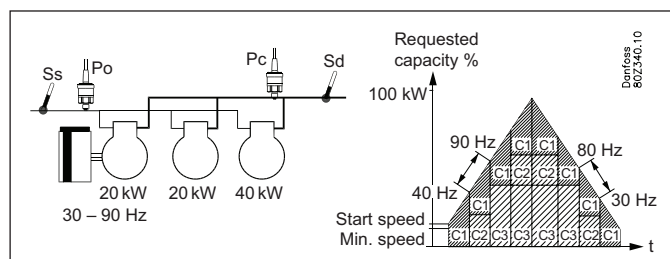 Ss
Po
Pc
Sd
20 kW
20 kW
40 kW
30 – 90 Hz
Requested
capacity %
100 kW
90 Hz
80 Hz
40 Hz
30 Hz
Start speed
Min. speed
C1 C1
C1 C2 C2 C1
C1 C1
C1 C2 C3 C3 C3 C3 C2 C1
t
Danfoss
80Z340.10